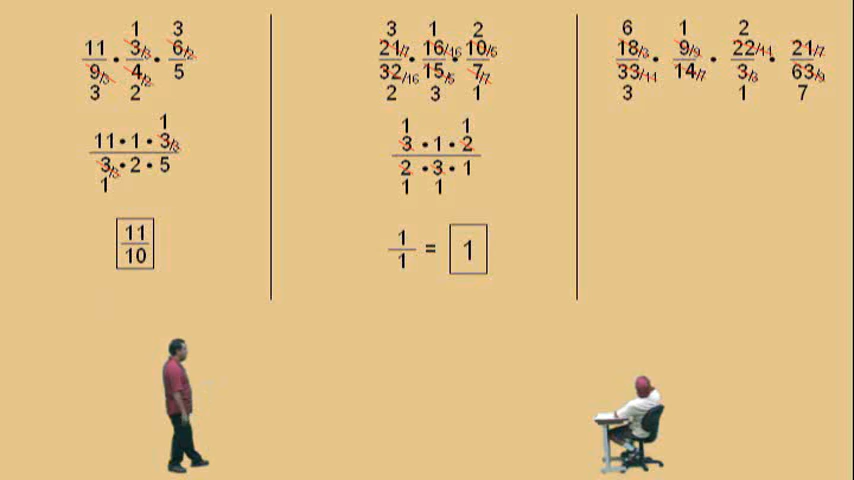 1 3
11 • 3/3 • 6/2
9/3 4/2 5
3 2
1
11 • 1 • 3/3
3/3 • 2 • 5
1
11
10
3 1 2
21/7 • 16/16 • 10/5
32/16 15/5 7/7
2 3 1
1 1
3 • 1 • 2
2 • 3 • 1
1 1
1
1 = 1
6 1 2
18/3 • 9/9 • 22/11 • 21/7
33/11 14/7 3/3 63/9
3 1 7